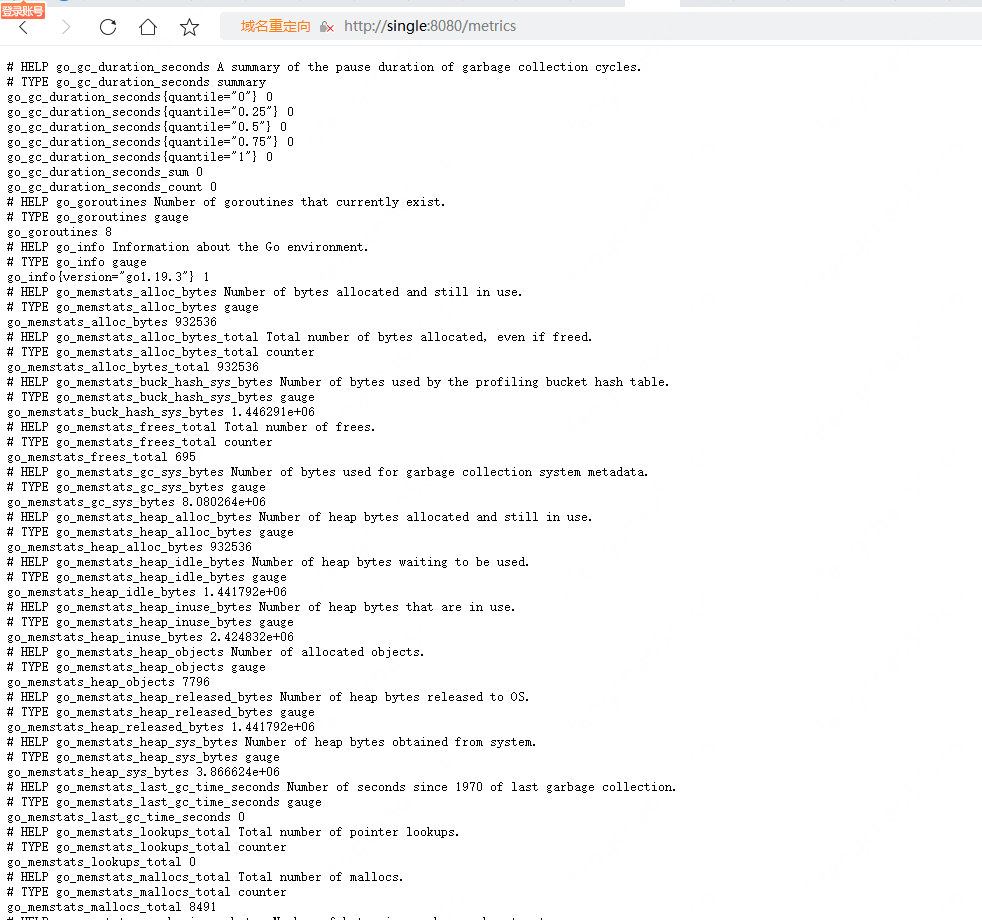 登录账号
域名重定向 http://single:8080/metrics
# HELP go_gc_duration_seconds A summary of the pause duration of garbage collection cycles.
# TYPE go_gc_duration_seconds summary
go_gc_duration_seconds{quantile="0"} 0
go_gc_duration_seconds{quantile="0.25"} 0
go_gc_duration_seconds{quantile="0.5"} 0
go_gc_duration_seconds{quantile="0.75"} 0
go_gc_duration_seconds{quantile="1"} 0
go_gc_duration_seconds_sum 0
go_gc_duration_seconds_count 0
# HELP go_goroutines Number of goroutines that currently exist.
# TYPE go_goroutines gauge
go_goroutines 8
# HELP go_info Information about the Go environment.
# TYPE go_info gauge
go_info{version="go1.19.3"} 1
# HELP go_memstats_alloc_bytes Number of bytes allocated and still in use.
# TYPE go_memstats_alloc_bytes gauge
go_memstats_alloc_bytes 932536
# HELP go_memstats_alloc_bytes_total Total number of bytes allocated, even if freed.
# TYPE go_memstats_alloc_bytes_total counter
go_memstats_alloc_bytes_total 932536
# HELP go_memstats_buck_hash_sys_bytes Number of bytes used by the profiling bucket hash table.
# TYPE go_memstats_buck_hash_sys_bytes gauge
go_memstats_buck_hash_sys_bytes 1.446291e+06
# HELP go_memstats_frees_total Total number of frees.
# TYPE go_memstats_frees_total counter
go_memstats_frees_total 695
# HELP go_memstats_gc_sys_bytes Number of bytes used for garbage collection system metadata.
# TYPE go_memstats_gc_sys_bytes gauge
go_memstats_gc_sys_bytes 8.080264e+06
# HELP go_memstats_heap_alloc_bytes Number of heap bytes allocated and still in use.
# TYPE go_memstats_heap_alloc_bytes gauge
go_memstats_heap_alloc_bytes 932536
# HELP go_memstats_heap_idle_bytes Number of heap bytes waiting to be used.
# TYPE go_memstats_heap_idle_bytes gauge
go_memstats_heap_idle_bytes 1.441792e+06
# HELP go_memstats_heap_inuse_bytes Number of heap bytes that are in use.
# TYPE go_memstats_heap_inuse_bytes gauge
go_memstats_heap_inuse_bytes 2.424832e+06
# HELP go_memstats_heap_objects Number of allocated objects.
# TYPE go_memstats_heap_objects gauge
go_memstats_heap_objects 7796
# HELP go_memstats_heap_released_bytes Number of heap bytes released to OS.
# TYPE go_memstats_heap_released_bytes gauge
go_memstats_heap_released_bytes 1.441792e+06
# HELP go_memstats_heap_sys_bytes Number of heap bytes obtained from system.
# TYPE go_memstats_heap_sys_bytes gauge
go_memstats_heap_sys_bytes 3.866624e+06
# HELP go_memstats_last_gc_time_seconds Number of seconds since 1970 of last garbage collection.
# TYPE go_memstats_last_gc_time_seconds gauge
go_memstats_last_gc_time_seconds 0
# HELP go_memstats_lookups_total Total number of pointer lookups.
# TYPE go_memstats_lookups_total counter
go_memstats_lookups_total 0
# HELP go_memstats_mallocs_total Total number of mallocs.
# TYPE go_memstats_mallocs_total counter
go_memstats_mallocs_total 8491